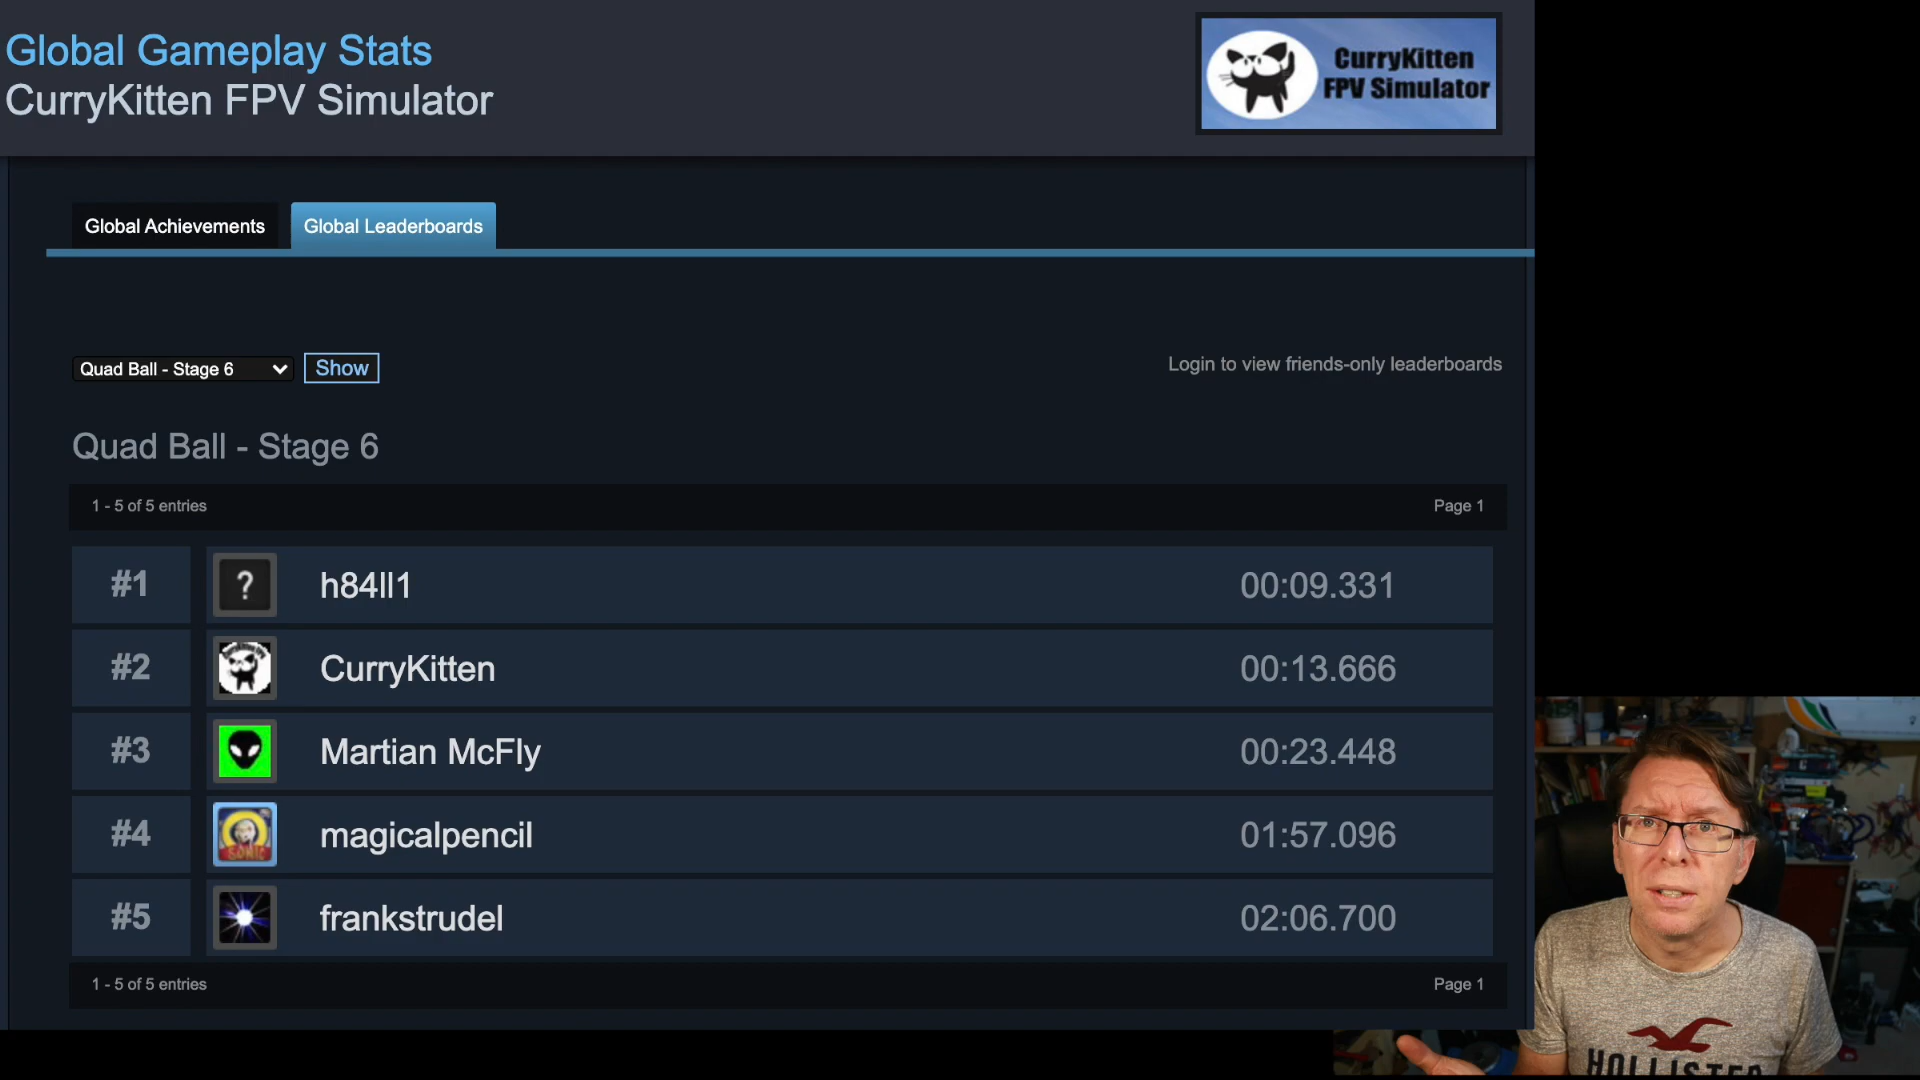 Global Gameplay Stats
CurryKitten FPV Simulator
CurryKitten
FPV Simulator
Global Achievements
Global Leaderboards
Quad Ball - Stage 6
Show
Login to view friends-only leaderboards
Quad Ball - Stage 6
1 - 5 of 5 entries
Page 1
#1
?
h84ll1
00:09.331
#2
CurryKitten
00:13.666
#3
Martian McFly
00:23.448
#4
SONIC
magicalpencil
01:57.096
#5
frankstrudel
02:06.700
1 - 5 of 5 entries
Page 1
HOLLISTER